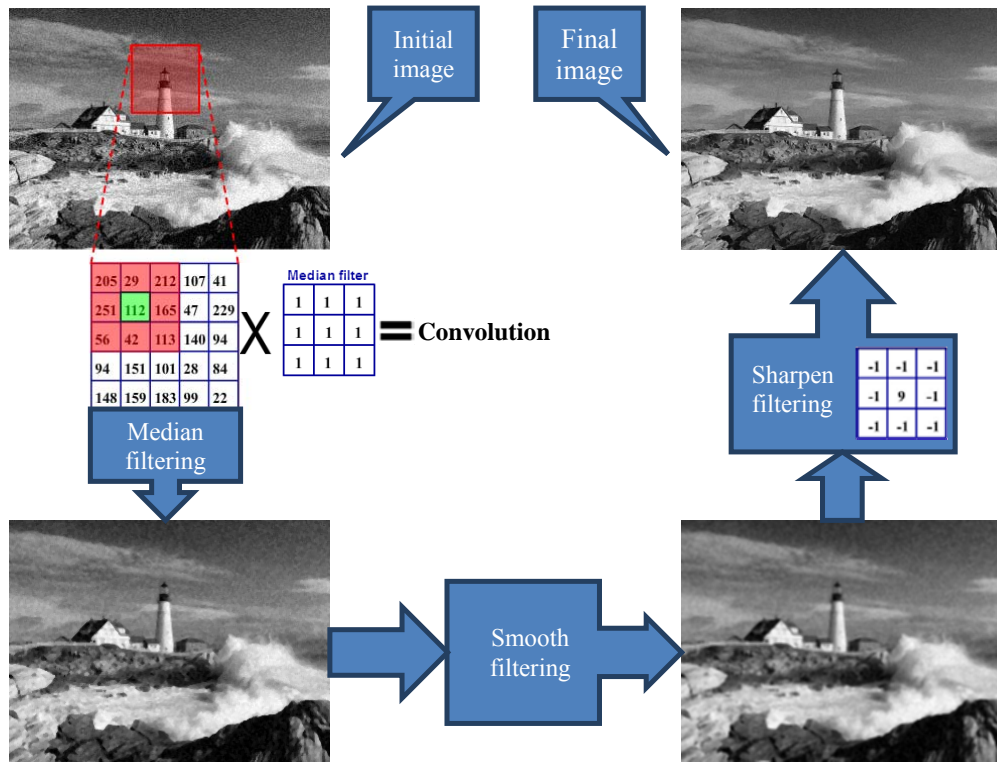 Initial
image
Final
image
205 29 212 107 41
251 112 165 47 229
56 42 113 140 94
94 151 101 28 84
148 159 183 99 22
X
Median filter
1 1 1
1 1 1
1 1 1
= Convolution
Median
filtering
Smooth
filtering
Sharpen
filtering
-1 -1 -1
-1 9 -1
-1 -1 -1